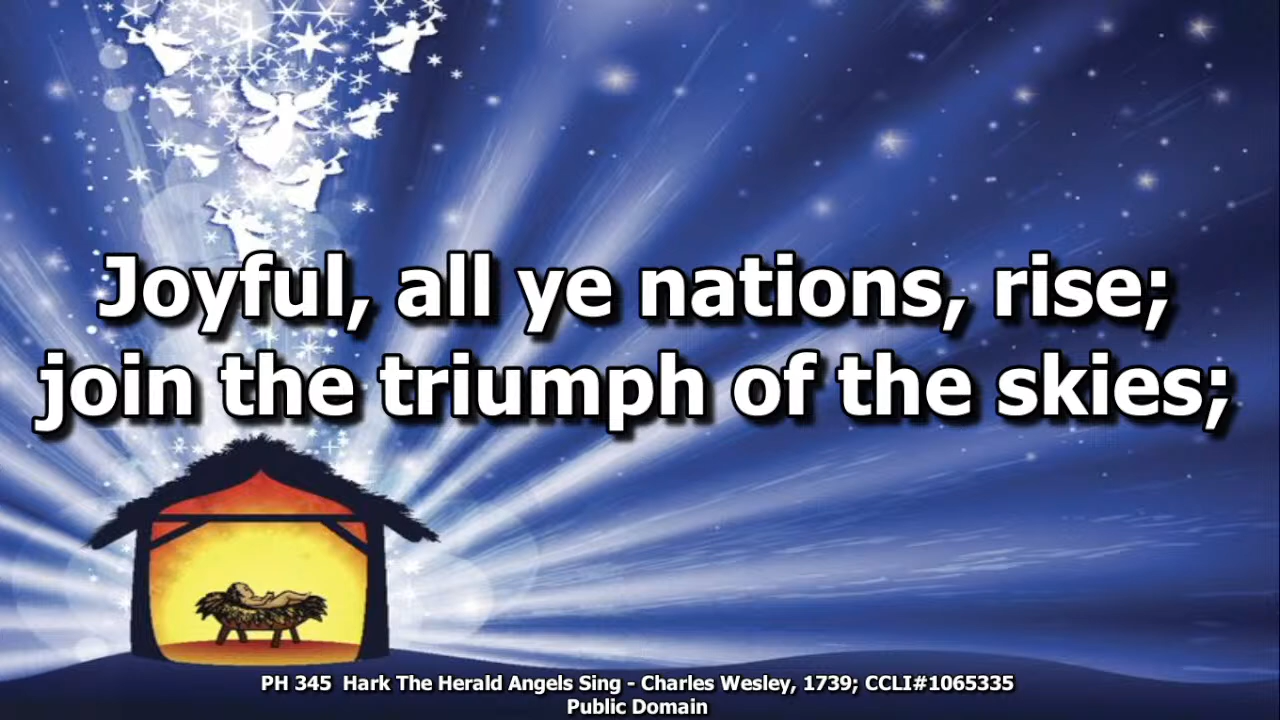 Joyful, all ye nations, rise;
join the triumph of the skies;
PH 345  Hark The Herald Angels Sing - Charles Wesley, 1739; CCLI#1065335
Public Domain